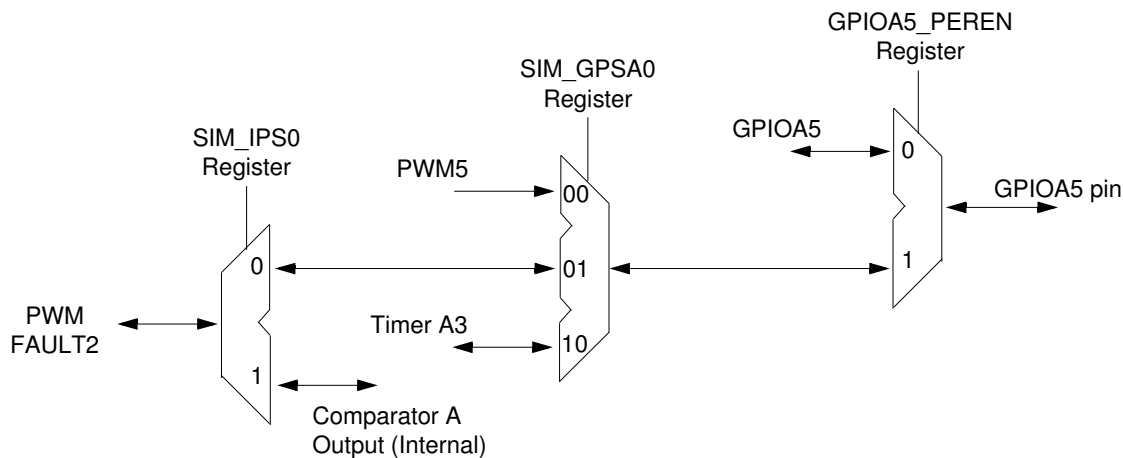 GPIOA5_PEREN
Register
SIM_GPSA0
Register
SIM_IPS0
Register
GPIOA5
0
PWM5
00
GPIOA5 pin
0
01
1
PWM
FAULT2
Timer A3
10
1
Comparator A
Output (Internal)